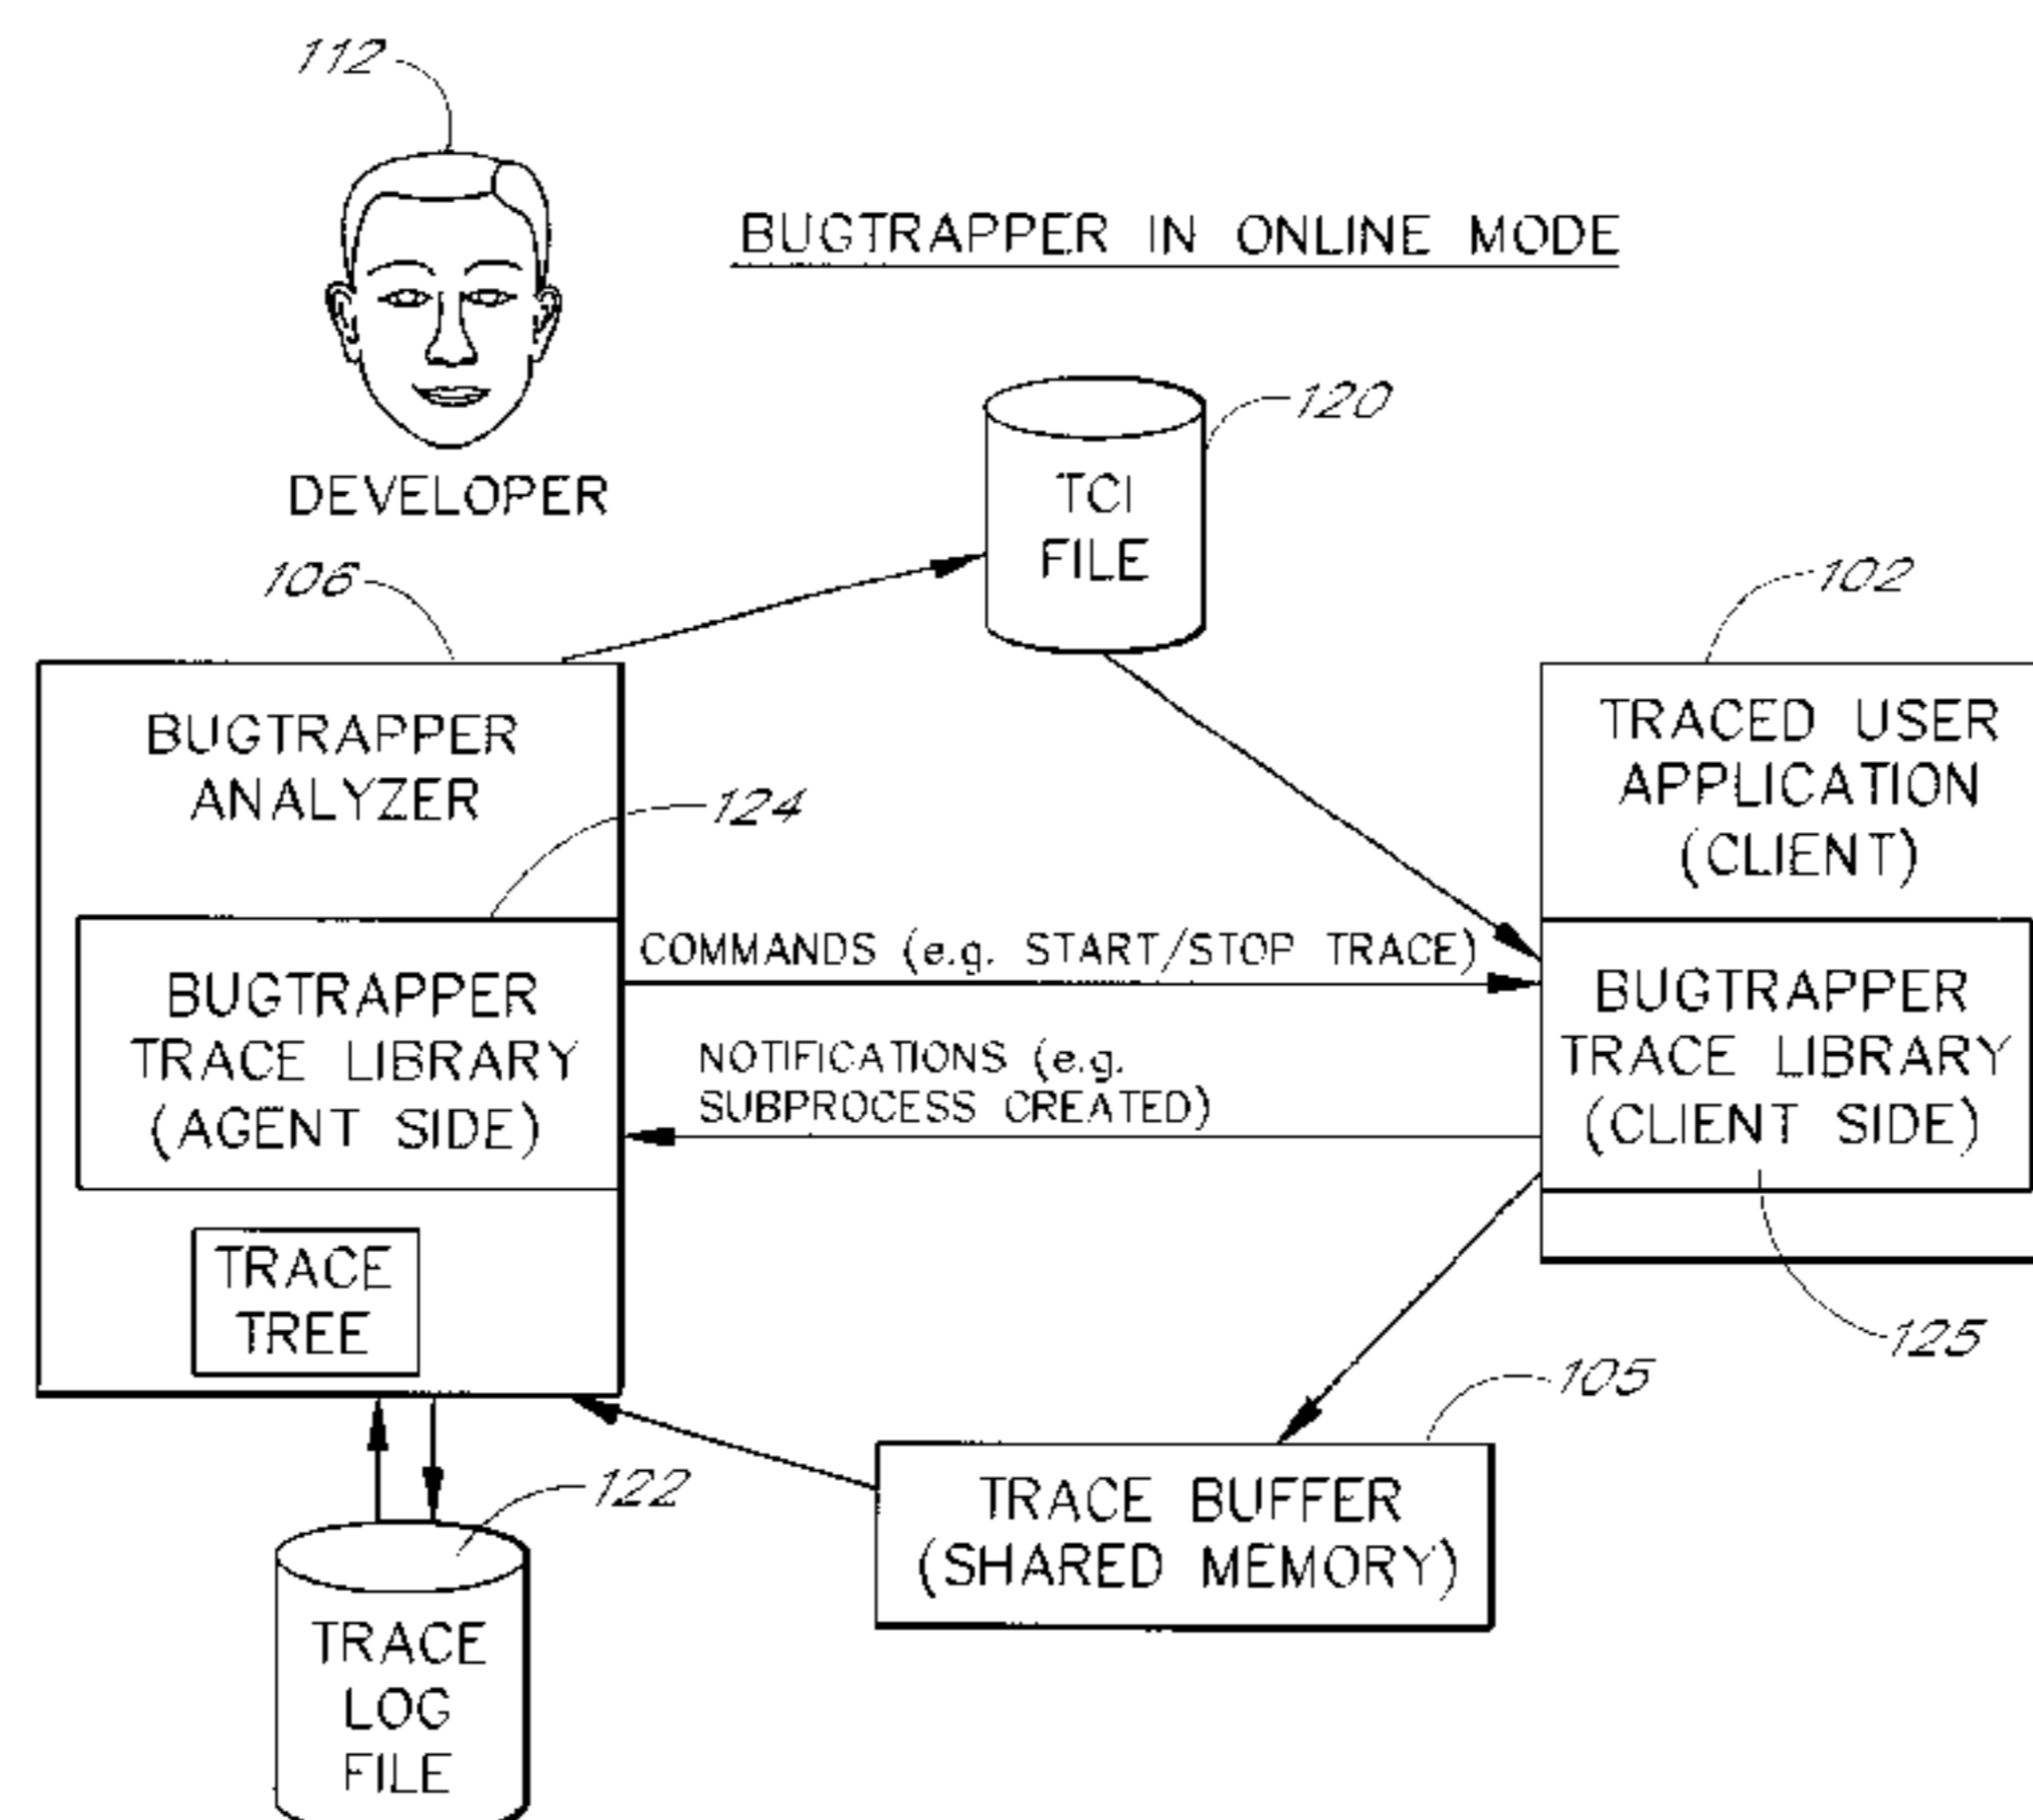 112
BUGTRAPPER IN ONLINE MODE
DEVELOPER
120
TCI
FILE
106
102
BUGTRAPPER
ANALYZER
124
TRACED USER
APPLICATION
(CLIENT)
BUGTRAPPER
TRACE LIBRARY
(AGENT SIDE)
COMMANDS (e.g. START/STOP TRACE)
NOTIFICATIONS (e.g.
SUBPROCESS CREATED)
BUGTRAPPER
TRACE LIBRARY
(CLIENT SIDE)
125
TRACE
TREE
105
TRACE BUFFER
(SHARED MEMORY)
122
TRACE
LOG
FILE